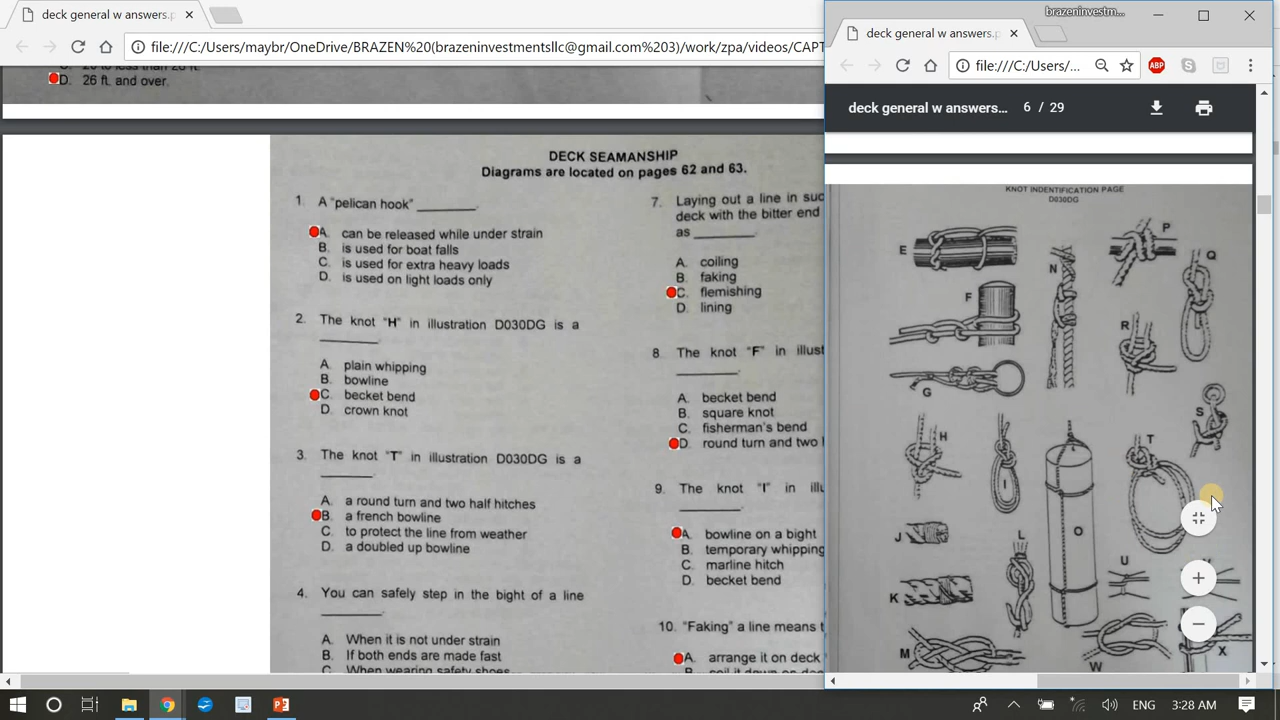 deck general w answers.p
file:///C:/Users/maybr/OneDrive/BRAZEN%20(brazeninvestmentsllc@gmail.com%203)/work/zpa/videos/CAPT
D. 26 ft. and over.
DECK SEAMANSHIP
Diagrams are located on pages 62 and 63.
1. A "pelican hook"
A. can be released while under strain
B. is used for boat falls
C. is used for extra heavy loads
D. is used on light loads only
2. The knot "H" in illustration D030DG is a
A. plain whipping
B. bowline
C. becket bend
D. crown knot
3. The knot "T" in illustration D030DG is a
A. a round turn and two half hitches
B. a french bowline
C. to protect the line from weather
D. a doubled up bowline
4. You can safely step in the bight of a line
A. When it is not under strain
B. If both ends are made fast
C. When wearing safety shoes
7. Laying out a line in suc
deck with the bitter end
as
A. coiling
B. faking
C. flemishing
D. lining
8 The knot "F" in illust
A. becket bend
B. square knot
C. fisherman's bend
D. round turn and two h
9. The knot "I" in illu
A. bowline on a bight
B. temporary whipping
C. marline hitch
D. becket bend
10. "Faking" a line means t
A. arrange it on deck
brazeninvestm...
deck general w answers.p
file:///C:/Users/...
ABP
deck general w answers... 6 / 29
KNOT INDENTIFICATION PAGE
D030DG
E
P
N
Q
F
R
G
S
H
I
T
J
L
O
U
K
M
W
X
ENG 3:28 AM